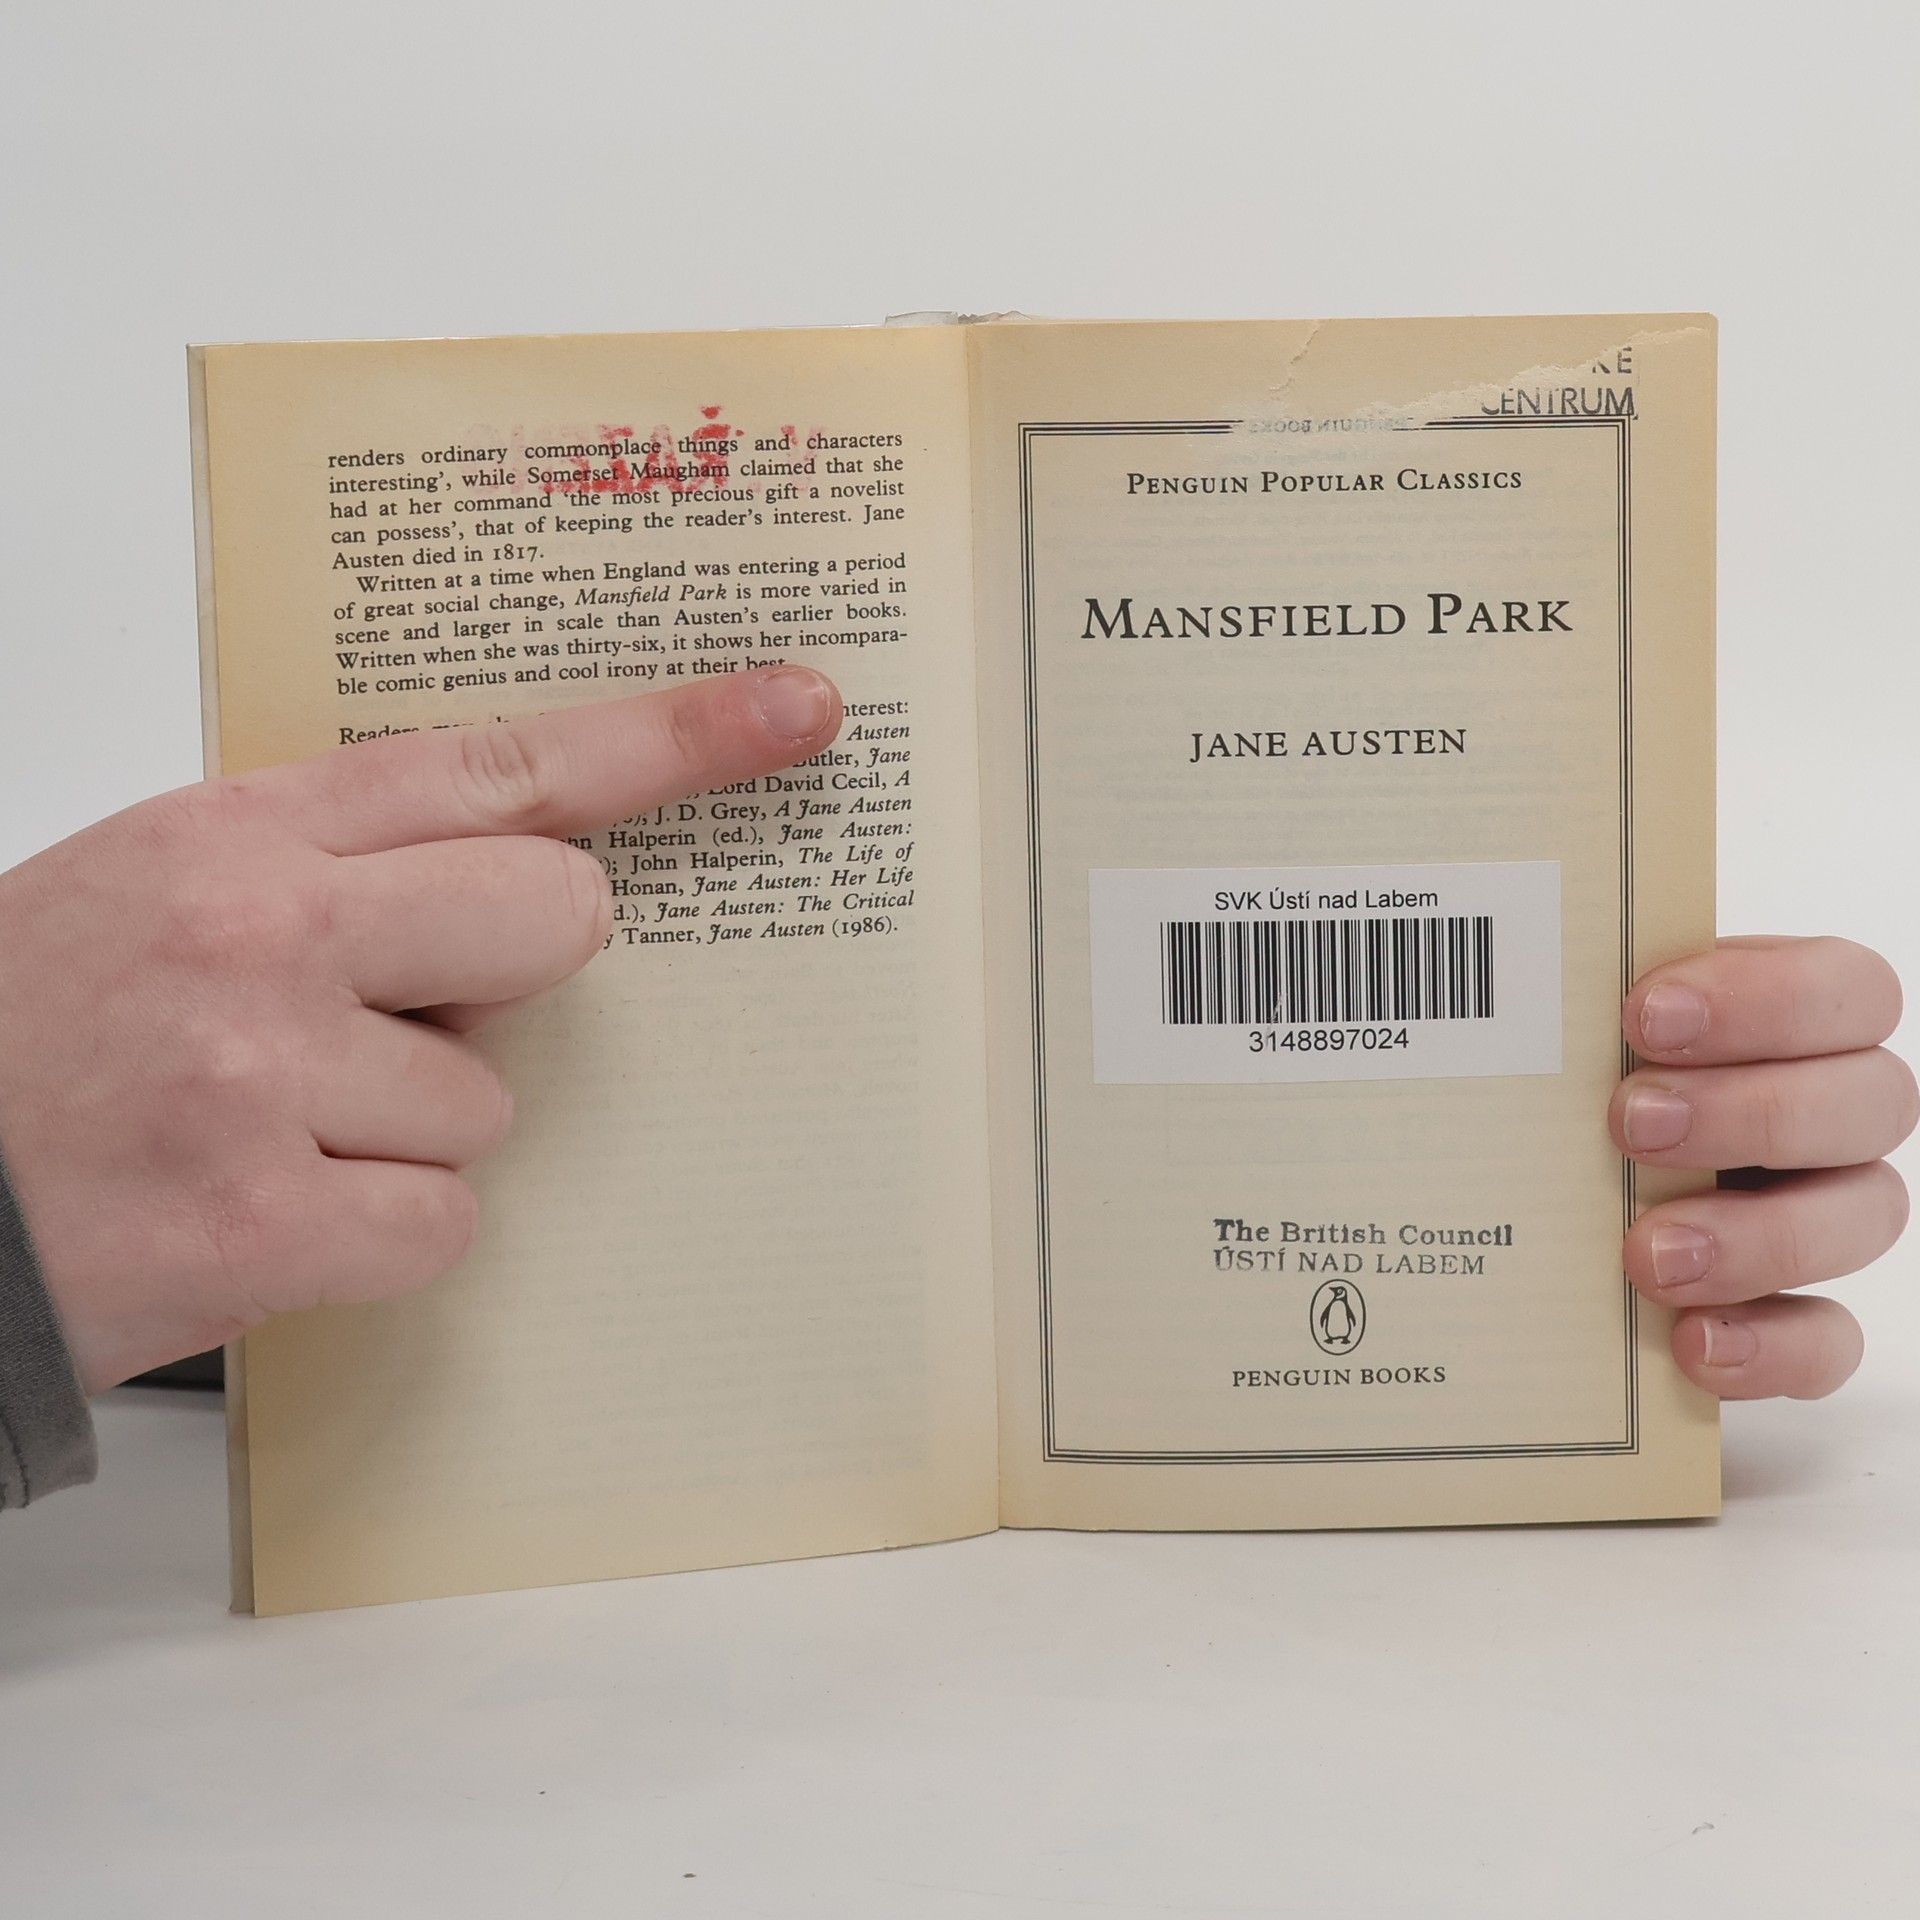 renders ordinary commonplace things and characters
interesting', while Somerset Maugham claimed that she
had at her command 'the most precious gift a novelist
can possess', that of keeping the reader's interest. Jane
Austen died in 1817.
Written at a time when England was entering a period
of great social change, Mansfield Park is more varied in
scene and larger in scale than Austen's earlier books.
Written when she was thirty-six, it shows her incompara-
ble comic genius and cool irony at their best
Readers
Austen
Butler, Jane
Lord David Cecil, A
J. D. Grey, A Jane Austen
Halperin (ed.), Jane Austen:
); John Halperin, The Life of
Honan, Jane Austen: Her Life
d.), Jane Austen: The Critical
y Tanner, Jane Austen (1986).
CENTRUM
PENGUIN POPULAR CLASSICS
MANSFIELD PARK
JANE AUSTEN
SVK Ústí nad Labem
3148897024
The British Council
ÚSTÍ NAD LABEM
PENGUIN BOOKS